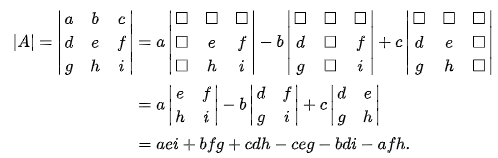 |A| = |a b c; d e f; g h i| = a |□ □ □; □ e f; □ h i| − b |□ □ □; d □ f; g □ i| + c |□ □ □; d e □; g h □|
= a |e f; h i| − b |d f; g i| + c |d e; g h|
= aei + bfg + cdh − ceg − bdi − afh.